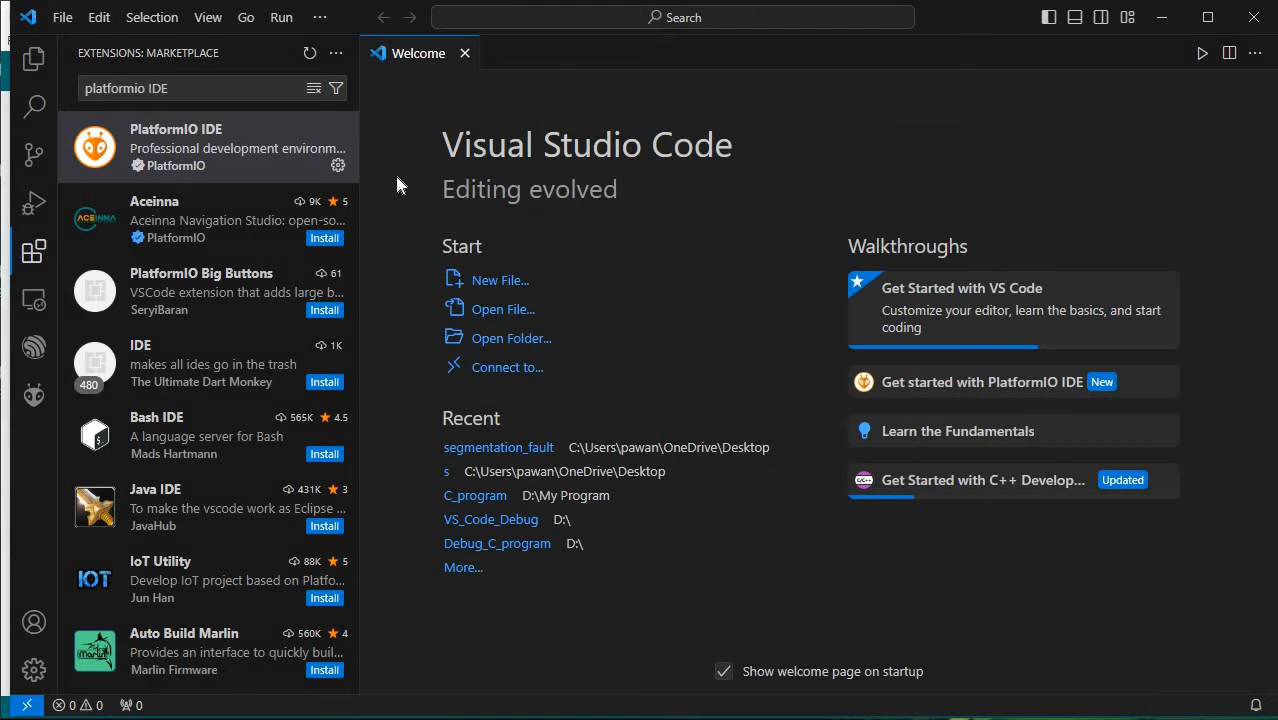 File Edit Selection View Go Run ···
Search
EXTENSIONS: MARKETPLACE
Welcome
platformio IDE
PlatformIO IDE
Professional development environm...
PlatformIO
Aceinna 9K 5
ACEINNA
Aceinna Navigation Studio: open-so...
PlatformIO Install
PlatformIO Big Buttons 61
VSCode extension that adds large b...
SeryiBaran Install
IDE 1K
makes all ides go in the trash
480
The Ultimate Dart Monkey Install
Bash IDE 565K 4.5
A language server for Bash
Mads Hartmann Install
Java IDE 431K 3
To make the vscode work as Eclipse ...
JavaHub Install
IoT Utility 88K 5
IOT
Develop IoT project based on Platfo...
Jun Han Install
Auto Build Marlin 560K 4
Provides an interface to quickly buil...
Marlin
Marlin Firmware Install
Visual Studio Code
Editing evolved
Start
New File...
Open File...
Open Folder...
Connect to...
Recent
segmentation_fault C:\Users\pawan\OneDrive\Desktop
s C:\Users\pawan\OneDrive\Desktop
C_program D:\My Program
VS_Code_Debug D:\
Debug_C_program D:\
More...
Walkthroughs
Get Started with VS Code
Customize your editor, learn the basics, and start
coding
Get started with PlatformIO IDE New
Learn the Fundamentals
C/C++ Get Started with C++ Develop... Updated
Show welcome page on startup
0 0 0